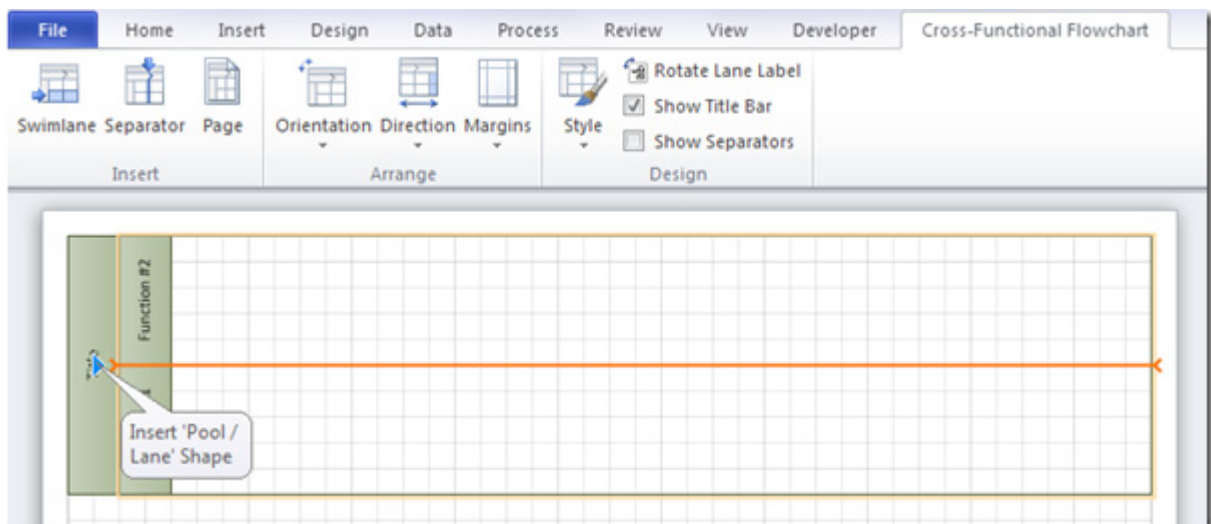 File Home Insert Design Data Process Review View Developer Cross-Functional Flowchart
Rotate Lane Label
Show Title Bar
Show Separators
Swimlane Separator Page Orientation Direction Margins Style
Insert Arrange Design
Function #2
Insert 'Pool /
Lane' Shape